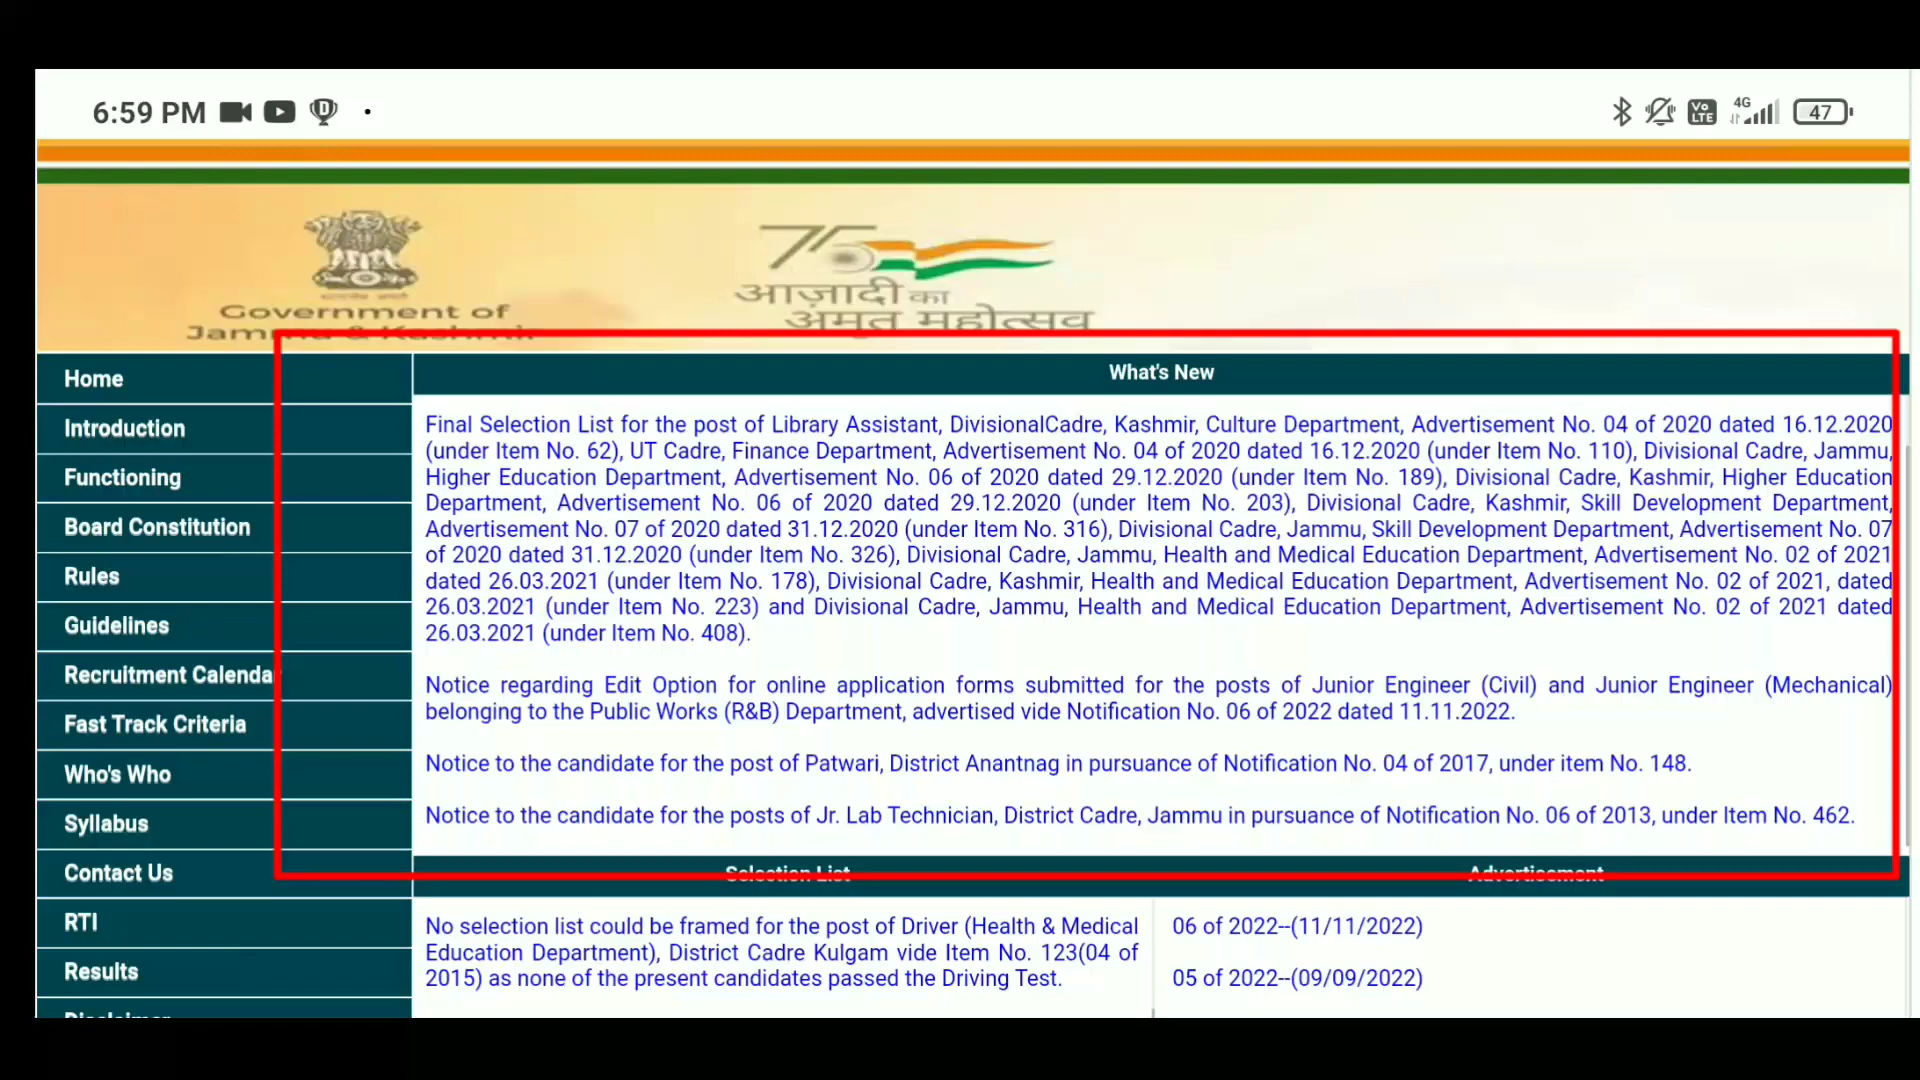 6:59 PM
Vo
LTE
4G
47
75
आज़ादी का
अमृत महोत्सव
Government of
Jammu & Kashmir
What's New
Home
Introduction
Functioning
Board Constitution
Rules
Guidelines
Recruitment Calendar
Fast Track Criteria
Who's Who
Syllabus
Contact Us
RTI
Results
Disclaimer
Final Selection List for the post of Library Assistant, DivisionalCadre, Kashmir, Culture Department, Advertisement No. 04 of 2020 dated 16.12.2020
(under Item No. 62), UT Cadre, Finance Department, Advertisement No. 04 of 2020 dated 16.12.2020 (under Item No. 110), Divisional Cadre, Jammu,
Higher Education Department, Advertisement No. 06 of 2020 dated 29.12.2020 (under Item No. 189), Divisional Cadre, Kashmir, Higher Education
Department, Advertisement No. 06 of 2020 dated 29.12.2020 (under Item No. 203), Divisional Cadre, Kashmir, Skill Development Department,
Advertisement No. 07 of 2020 dated 31.12.2020 (under Item No. 316), Divisional Cadre, Jammu, Skill Development Department, Advertisement No. 07
of 2020 dated 31.12.2020 (under Item No. 326), Divisional Cadre, Jammu, Health and Medical Education Department, Advertisement No. 02 of 2021
dated 26.03.2021 (under Item No. 178), Divisional Cadre, Kashmir, Health and Medical Education Department, Advertisement No. 02 of 2021, dated
26.03.2021 (under Item No. 223) and Divisional Cadre, Jammu, Health and Medical Education Department, Advertisement No. 02 of 2021 dated
26.03.2021 (under Item No. 408).
Notice regarding Edit Option for online application forms submitted for the posts of Junior Engineer (Civil) and Junior Engineer (Mechanical)
belonging to the Public Works (R&B) Department, advertised vide Notification No. 06 of 2022 dated 11.11.2022.
Notice to the candidate for the post of Patwari, District Anantnag in pursuance of Notification No. 04 of 2017, under item No. 148.
Notice to the candidate for the posts of Jr. Lab Technician, District Cadre, Jammu in pursuance of Notification No. 06 of 2013, under Item No. 462.
Selection List
Advertisement
No selection list could be framed for the post of Driver (Health & Medical
Education Department), District Cadre Kulgam vide Item No. 123(04 of
2015) as none of the present candidates passed the Driving Test.
06 of 2022--(11/11/2022)
05 of 2022--(09/09/2022)